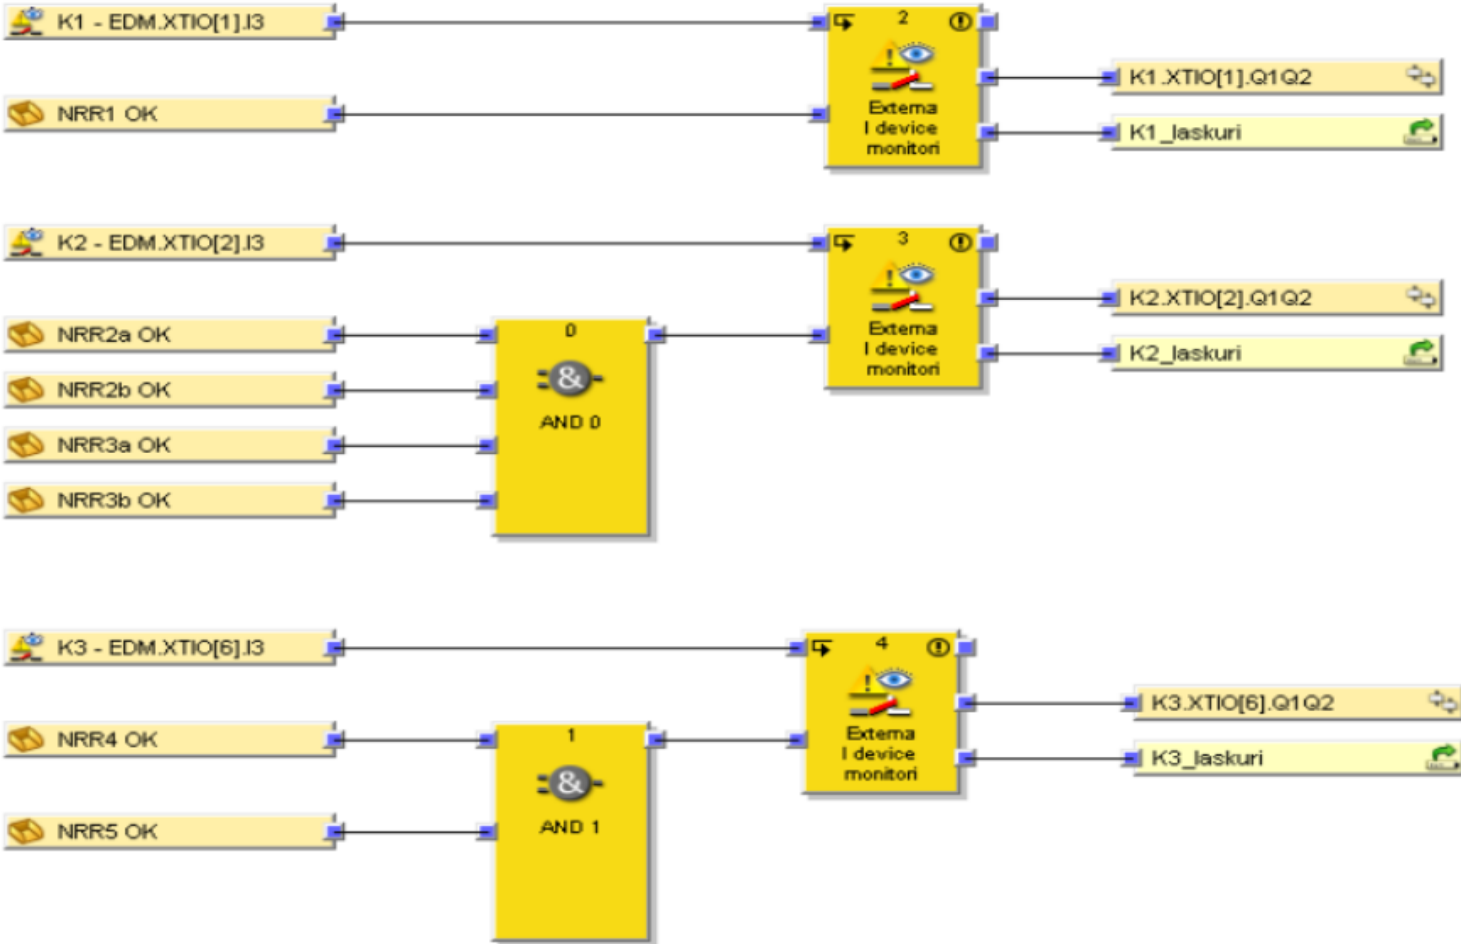 K1 - EDM.XTIO[1].I3
2
K1.XTIO[1].Q1Q2
NRR1 OK
Externa
l device
monitori
K1_laskuri
K2 - EDM.XTIO[2].I3
3
K2.XTIO[2].Q1Q2
NRR2a OK
0
Externa
l device
monitori
K2_laskuri
NRR2b OK
&
AND 0
NRR3a OK
NRR3b OK
K3 - EDM.XTIO[6].I3
4
K3.XTIO[6].Q1Q2
NRR4 OK
1
Externa
l device
monitori
K3_laskuri
&
AND 1
NRR5 OK